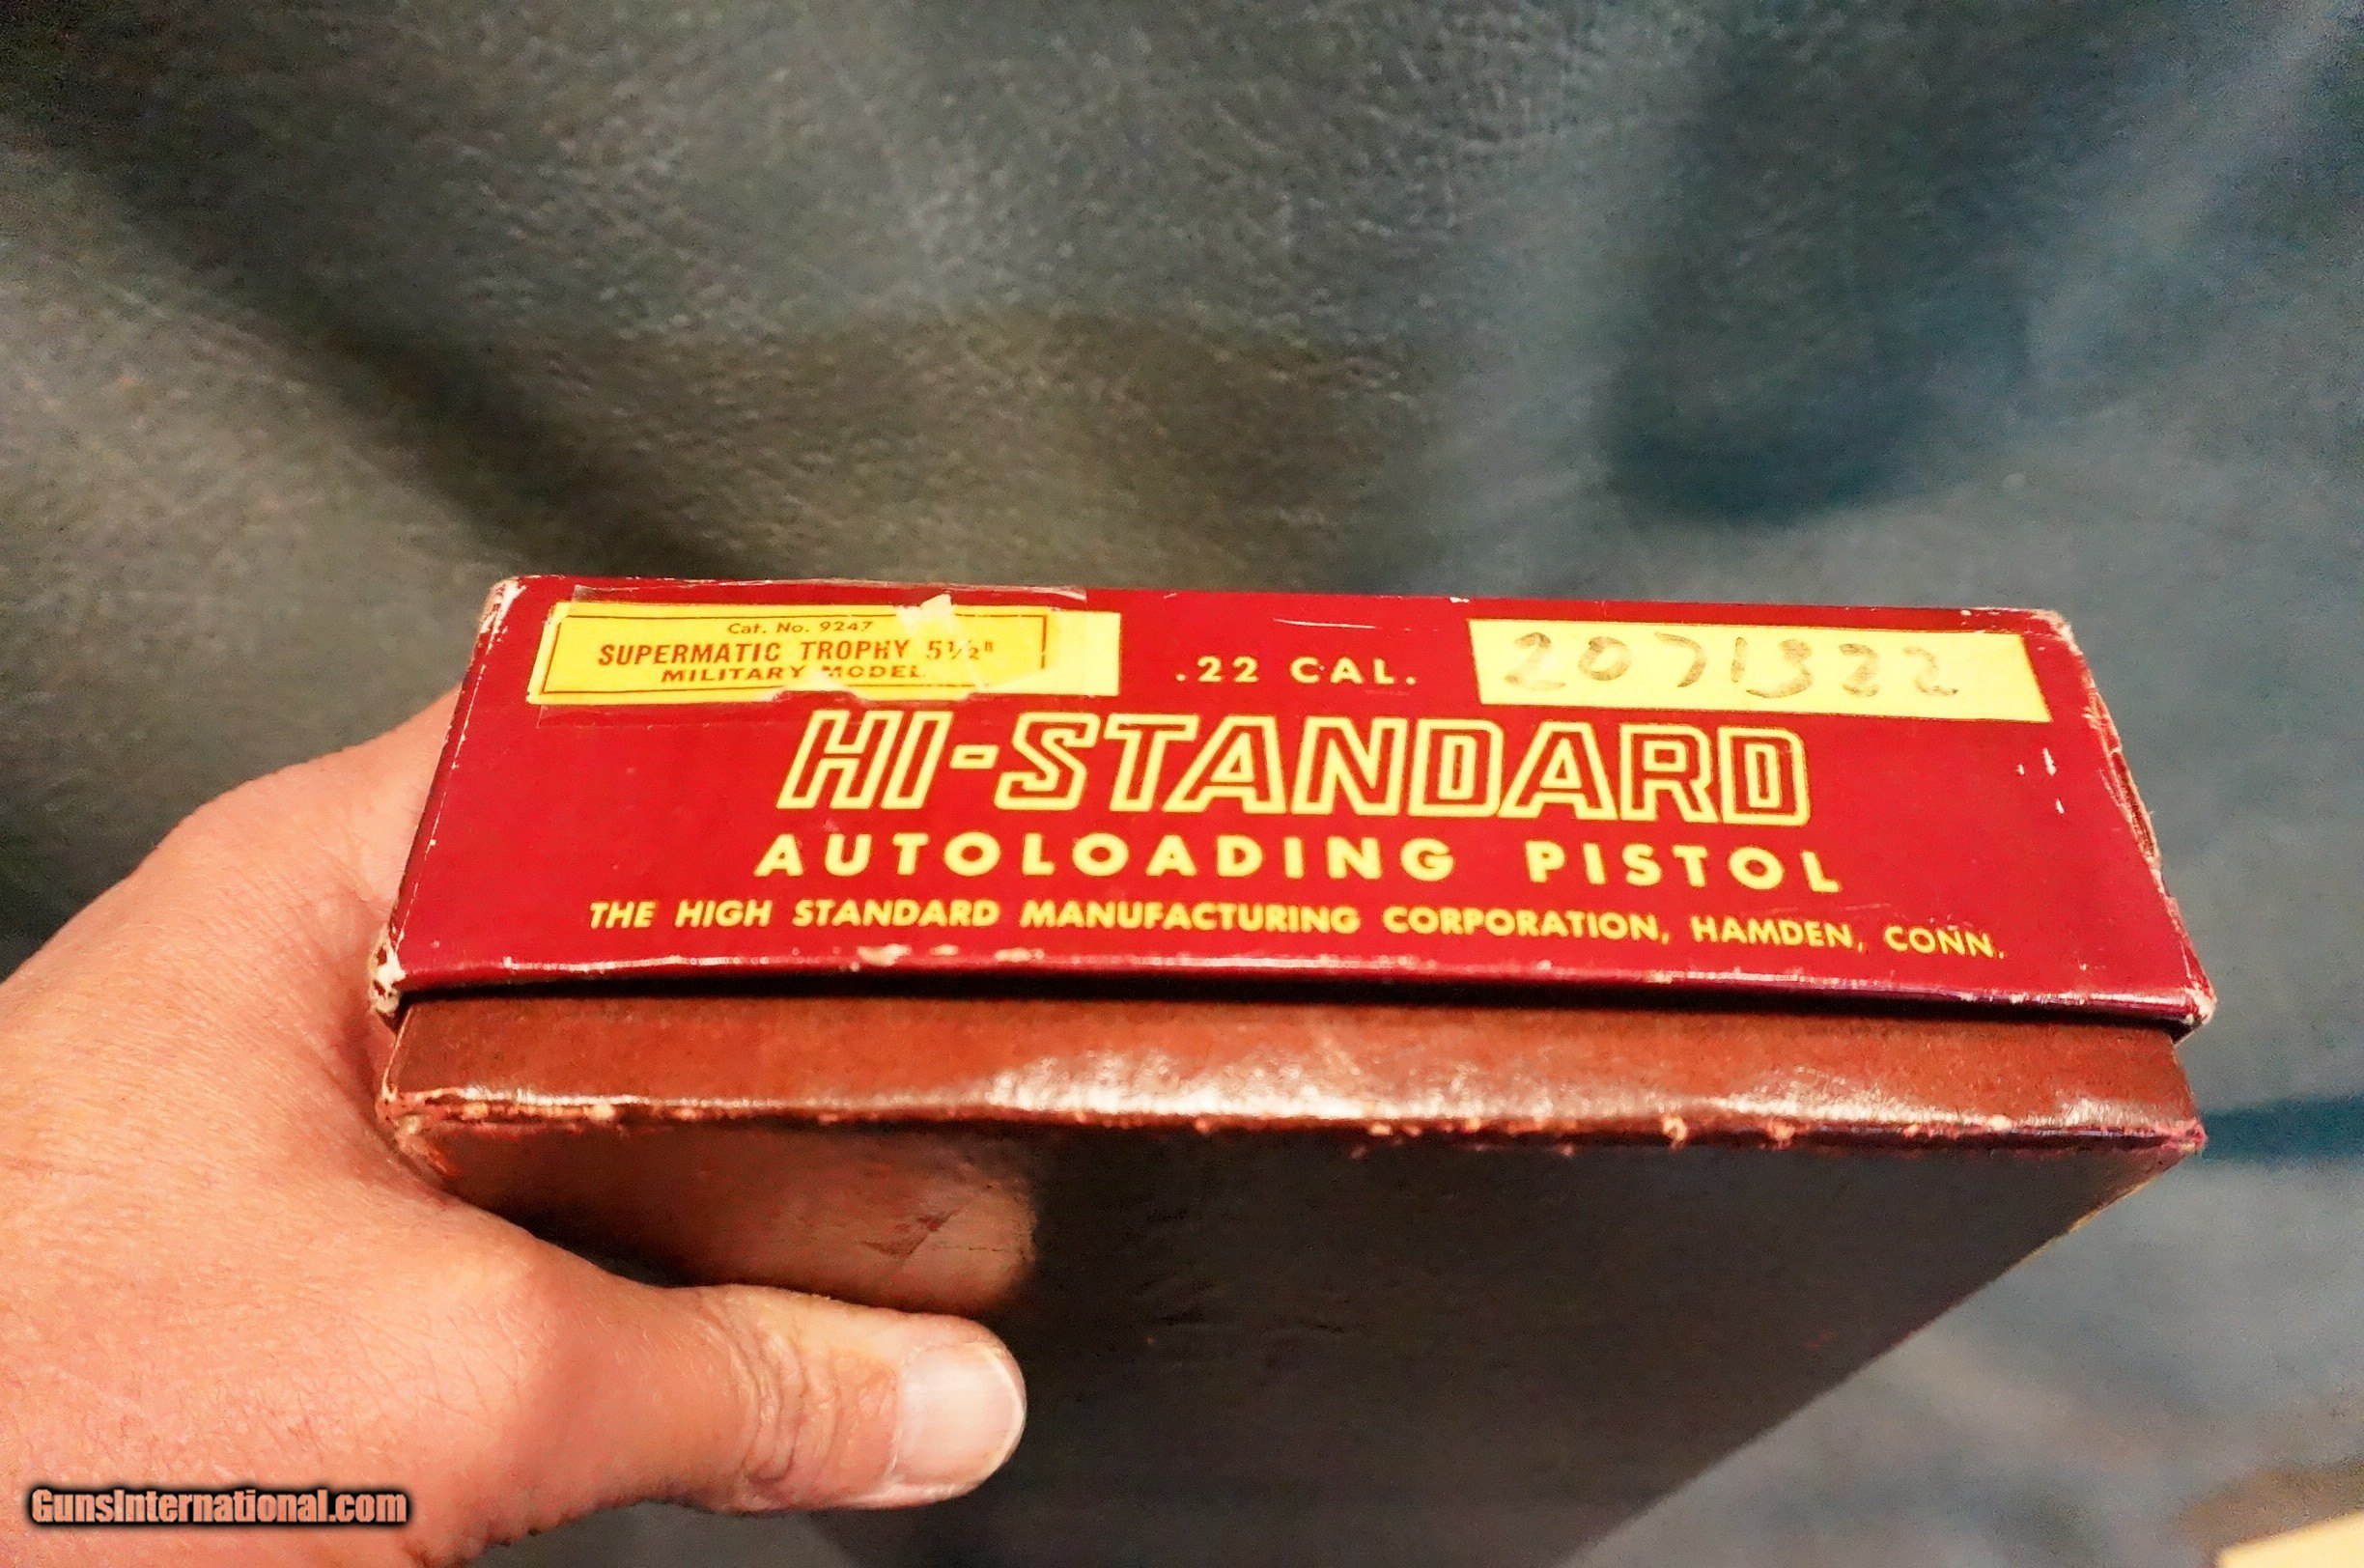 Cat. No. 9247
SUPERMATIC TROPHY 5½"
MILITARY MODEL
.22 CAL.
2071322
HI-STANDARD
AUTOLOADING PISTOL
THE HIGH STANDARD MANUFACTURING CORPORATION, HAMDEN, CONN.
GunsInternational.com